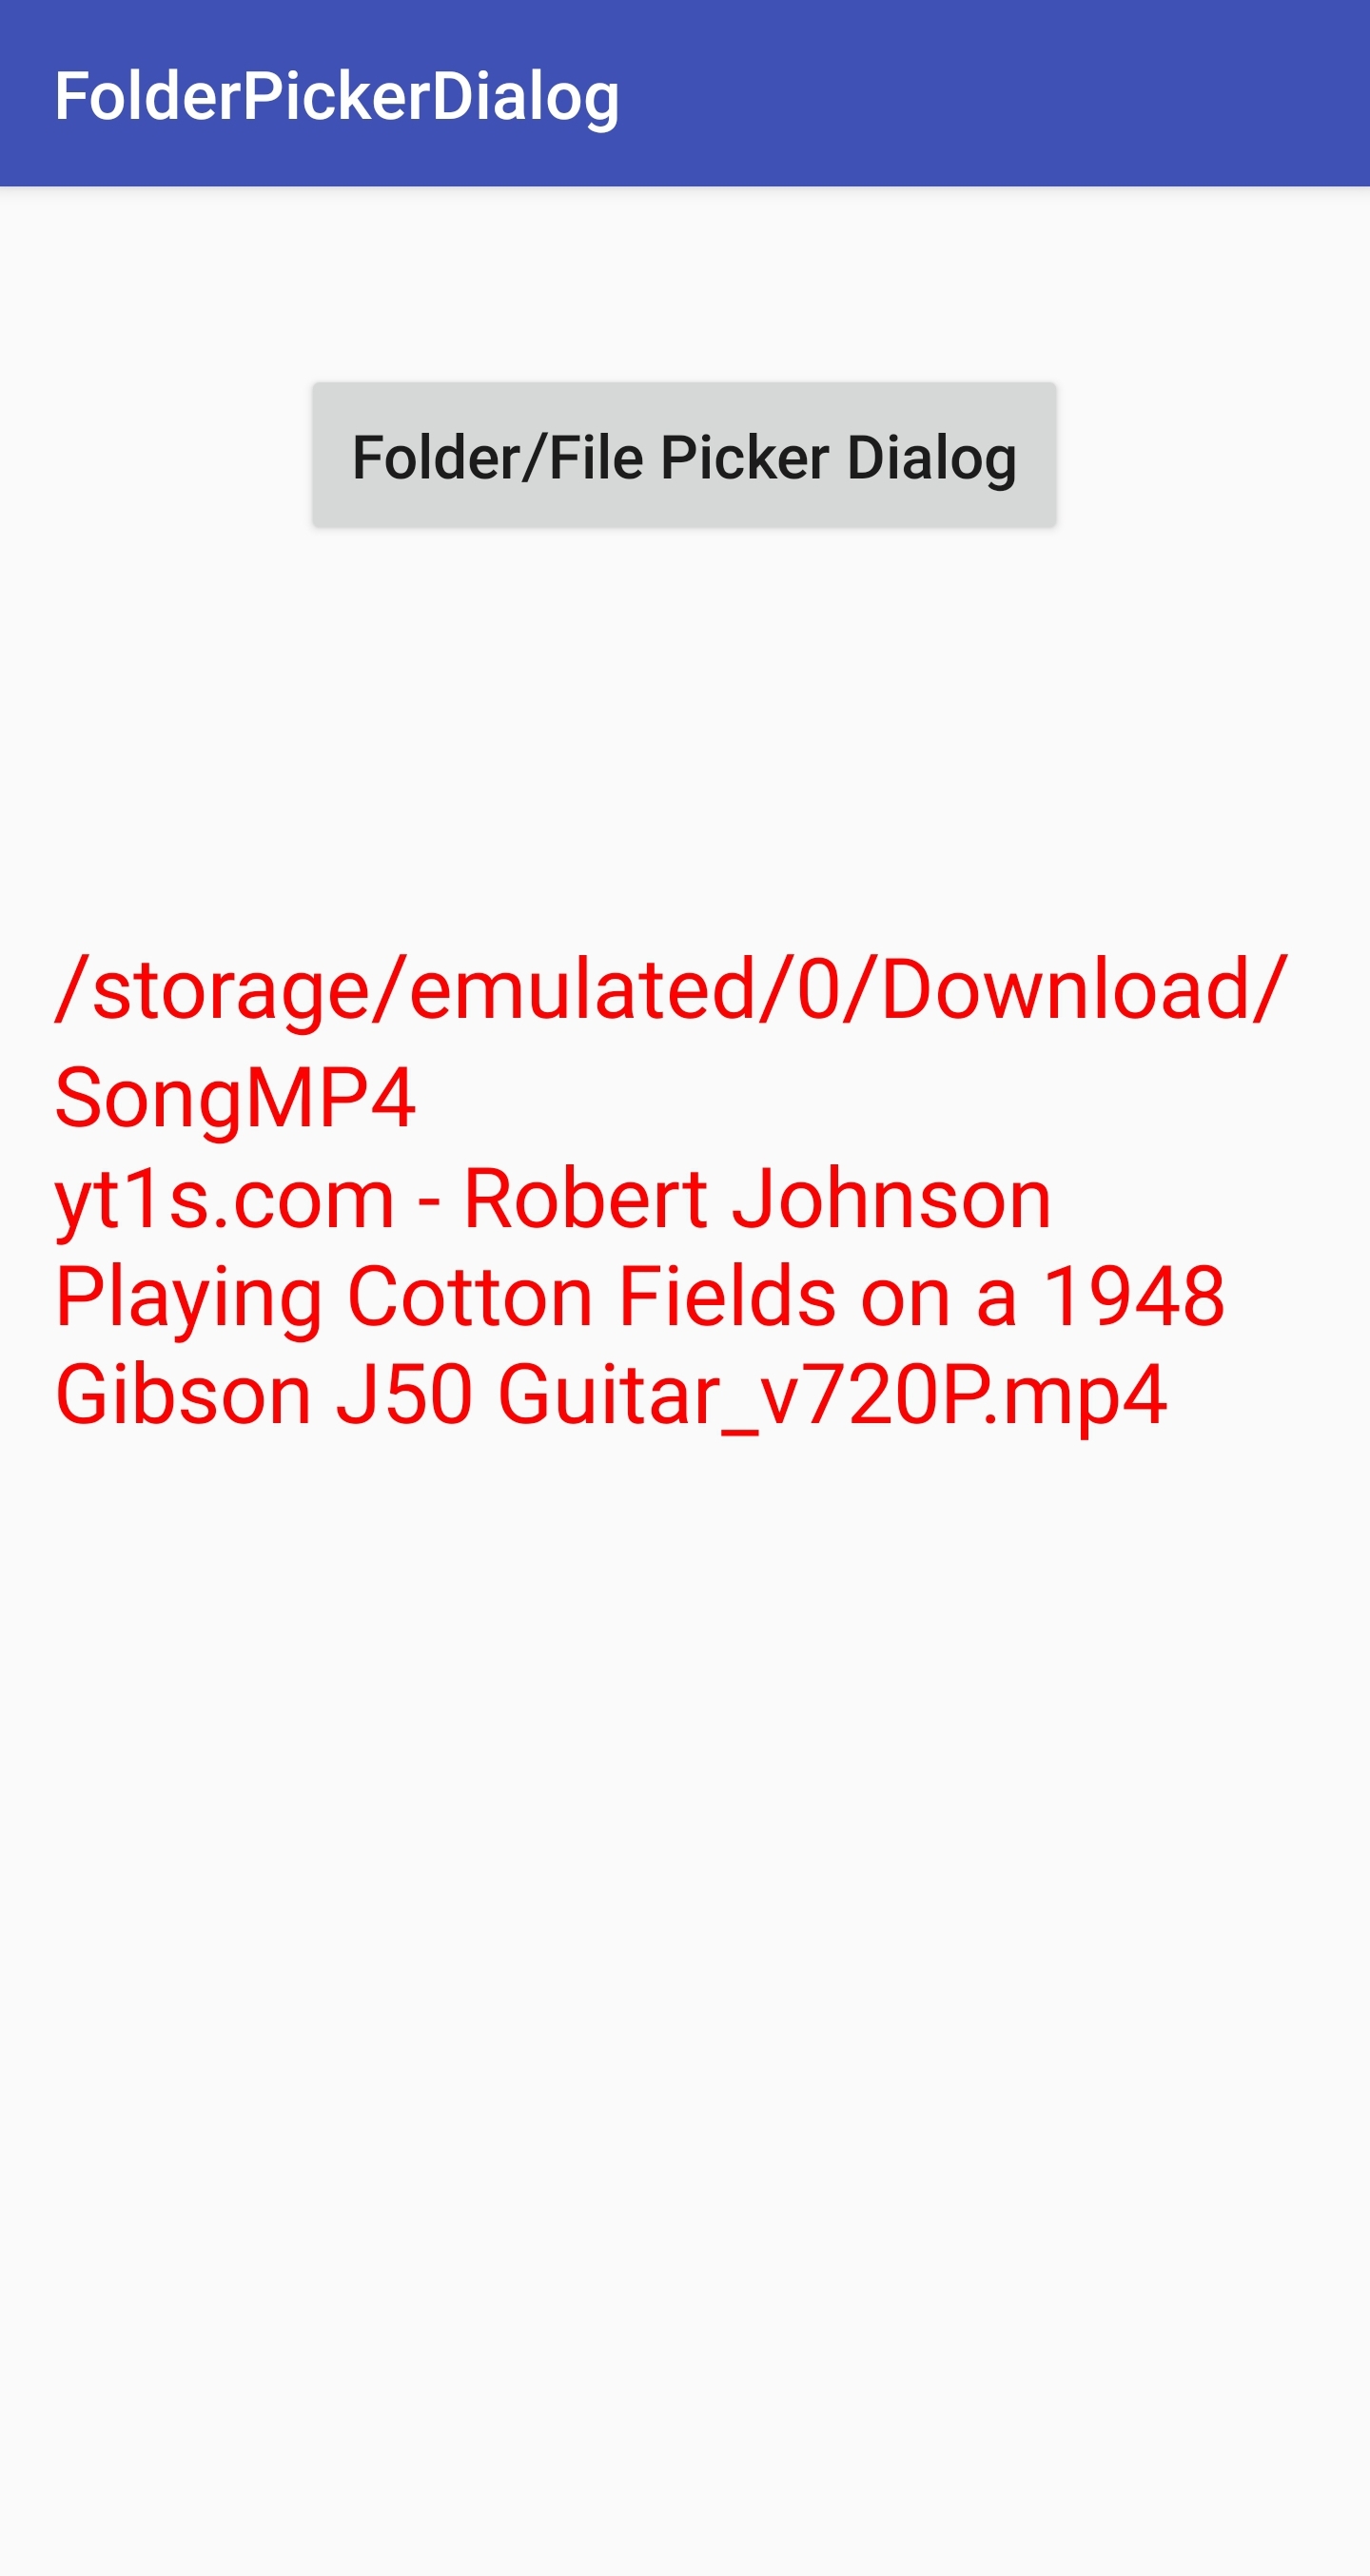 FolderPickerDialog
Folder/File Picker Dialog
/storage/emulated/0/Download/
SongMP4
yt1s.com - Robert Johnson
Playing Cotton Fields on a 1948
Gibson J50 Guitar_v720P.mp4